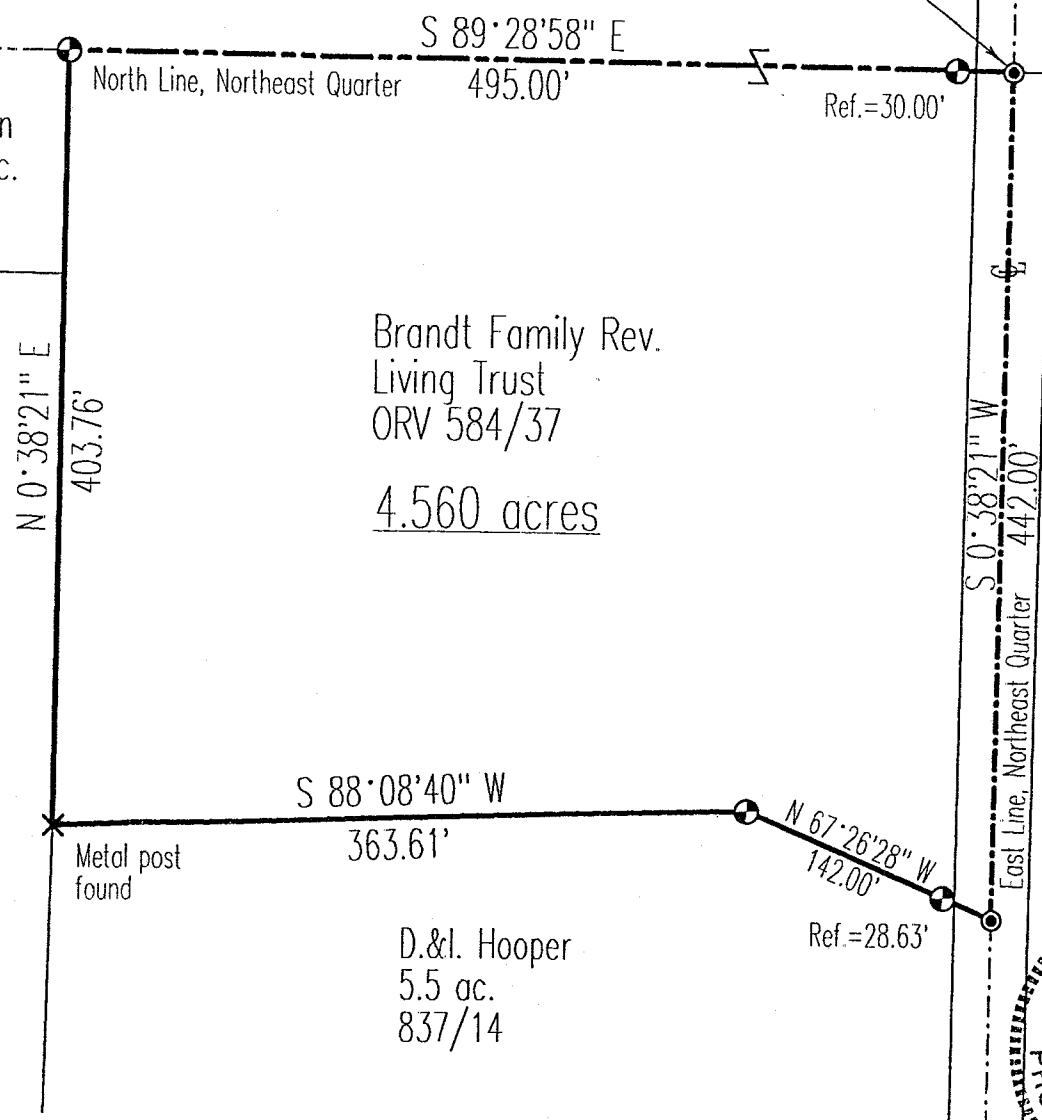 S 89°28'58" E
North Line, Northeast Quarter
495.00'
Ref.=30.00'
n
c.
Brandt Family Rev.
Living Trust
ORV 584/37
4.560 acres
N 0°38'21" E
403.76'
S 0°38'21" W
442.00'
East Line, Northeast Quarter
S 88°08'40" W
363.61'
N 67°26'28" W
142.00'
Metal post
found
Ref.=28.63'
D.&I. Hooper
5.5 ac.
837/14